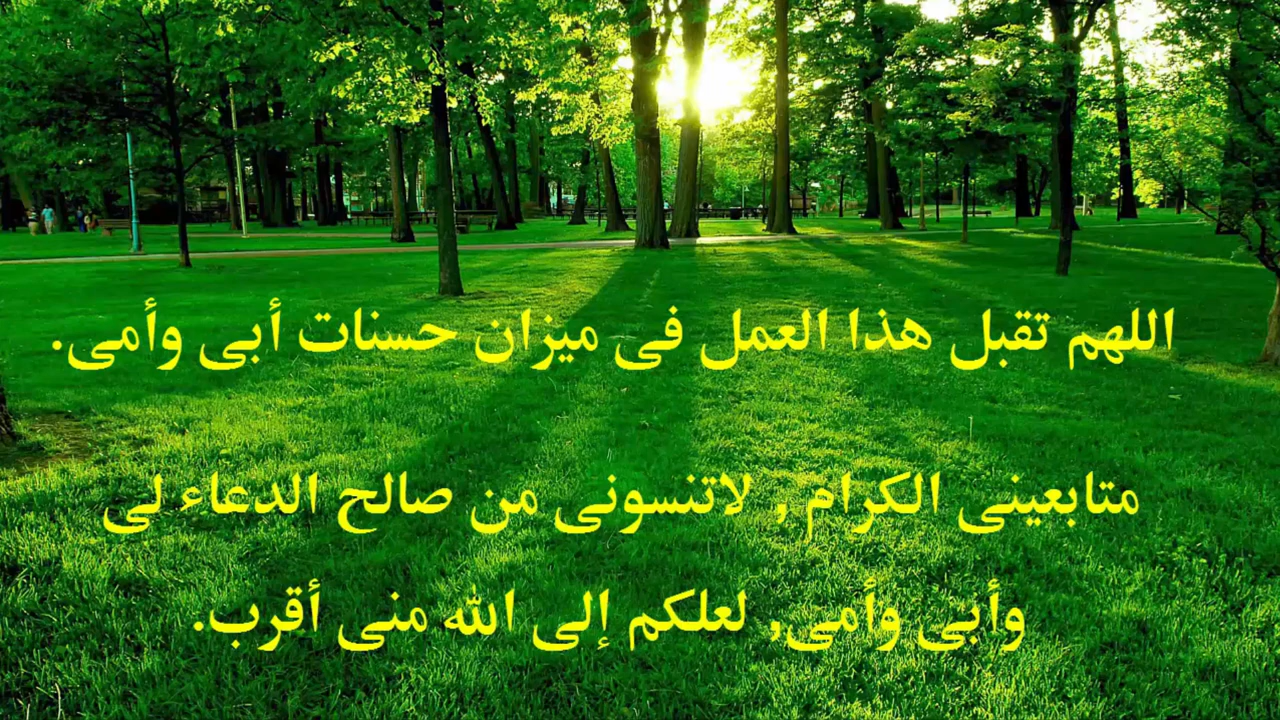 اللهم تقبل هذا العمل فى ميزان حسنات أبى وأمى.
متابعينى الكرام , لاتنسونى من صالح الدعاء لى
وأبى وأمى, لعلكم إلى الله منى أقرب.